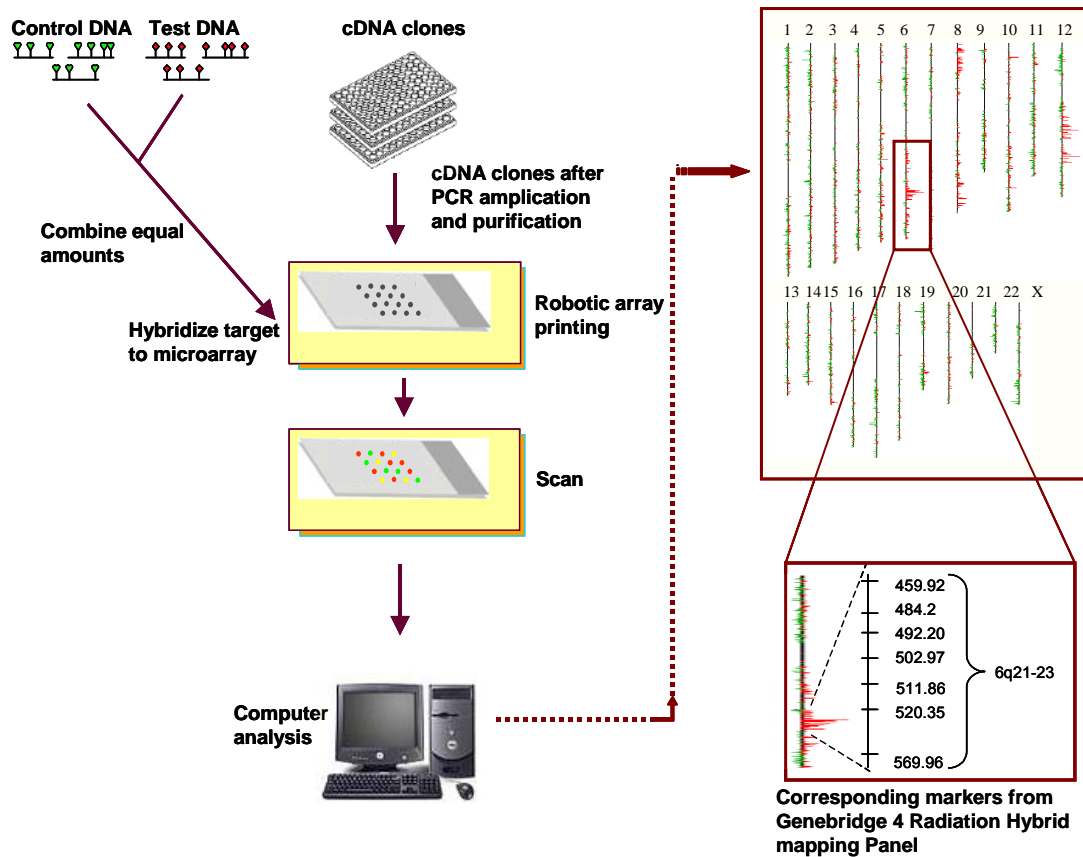 Control DNA
Test DNA
cDNA clones
cDNA clones after
PCR amplication
and purification
Combine equal
amounts
Hybridize target
to microarray
Robotic array
printing
Scan
Computer
analysis
1 2 3 4 5 6 7 8 9 10 11 12
13 14 15 16 17 18 19 20 21 22 X
459.92
484.2
492.20
502.97
511.86
520.35
569.96
6q21-23
Corresponding markers from
Genebridge 4 Radiation Hybrid
mapping Panel